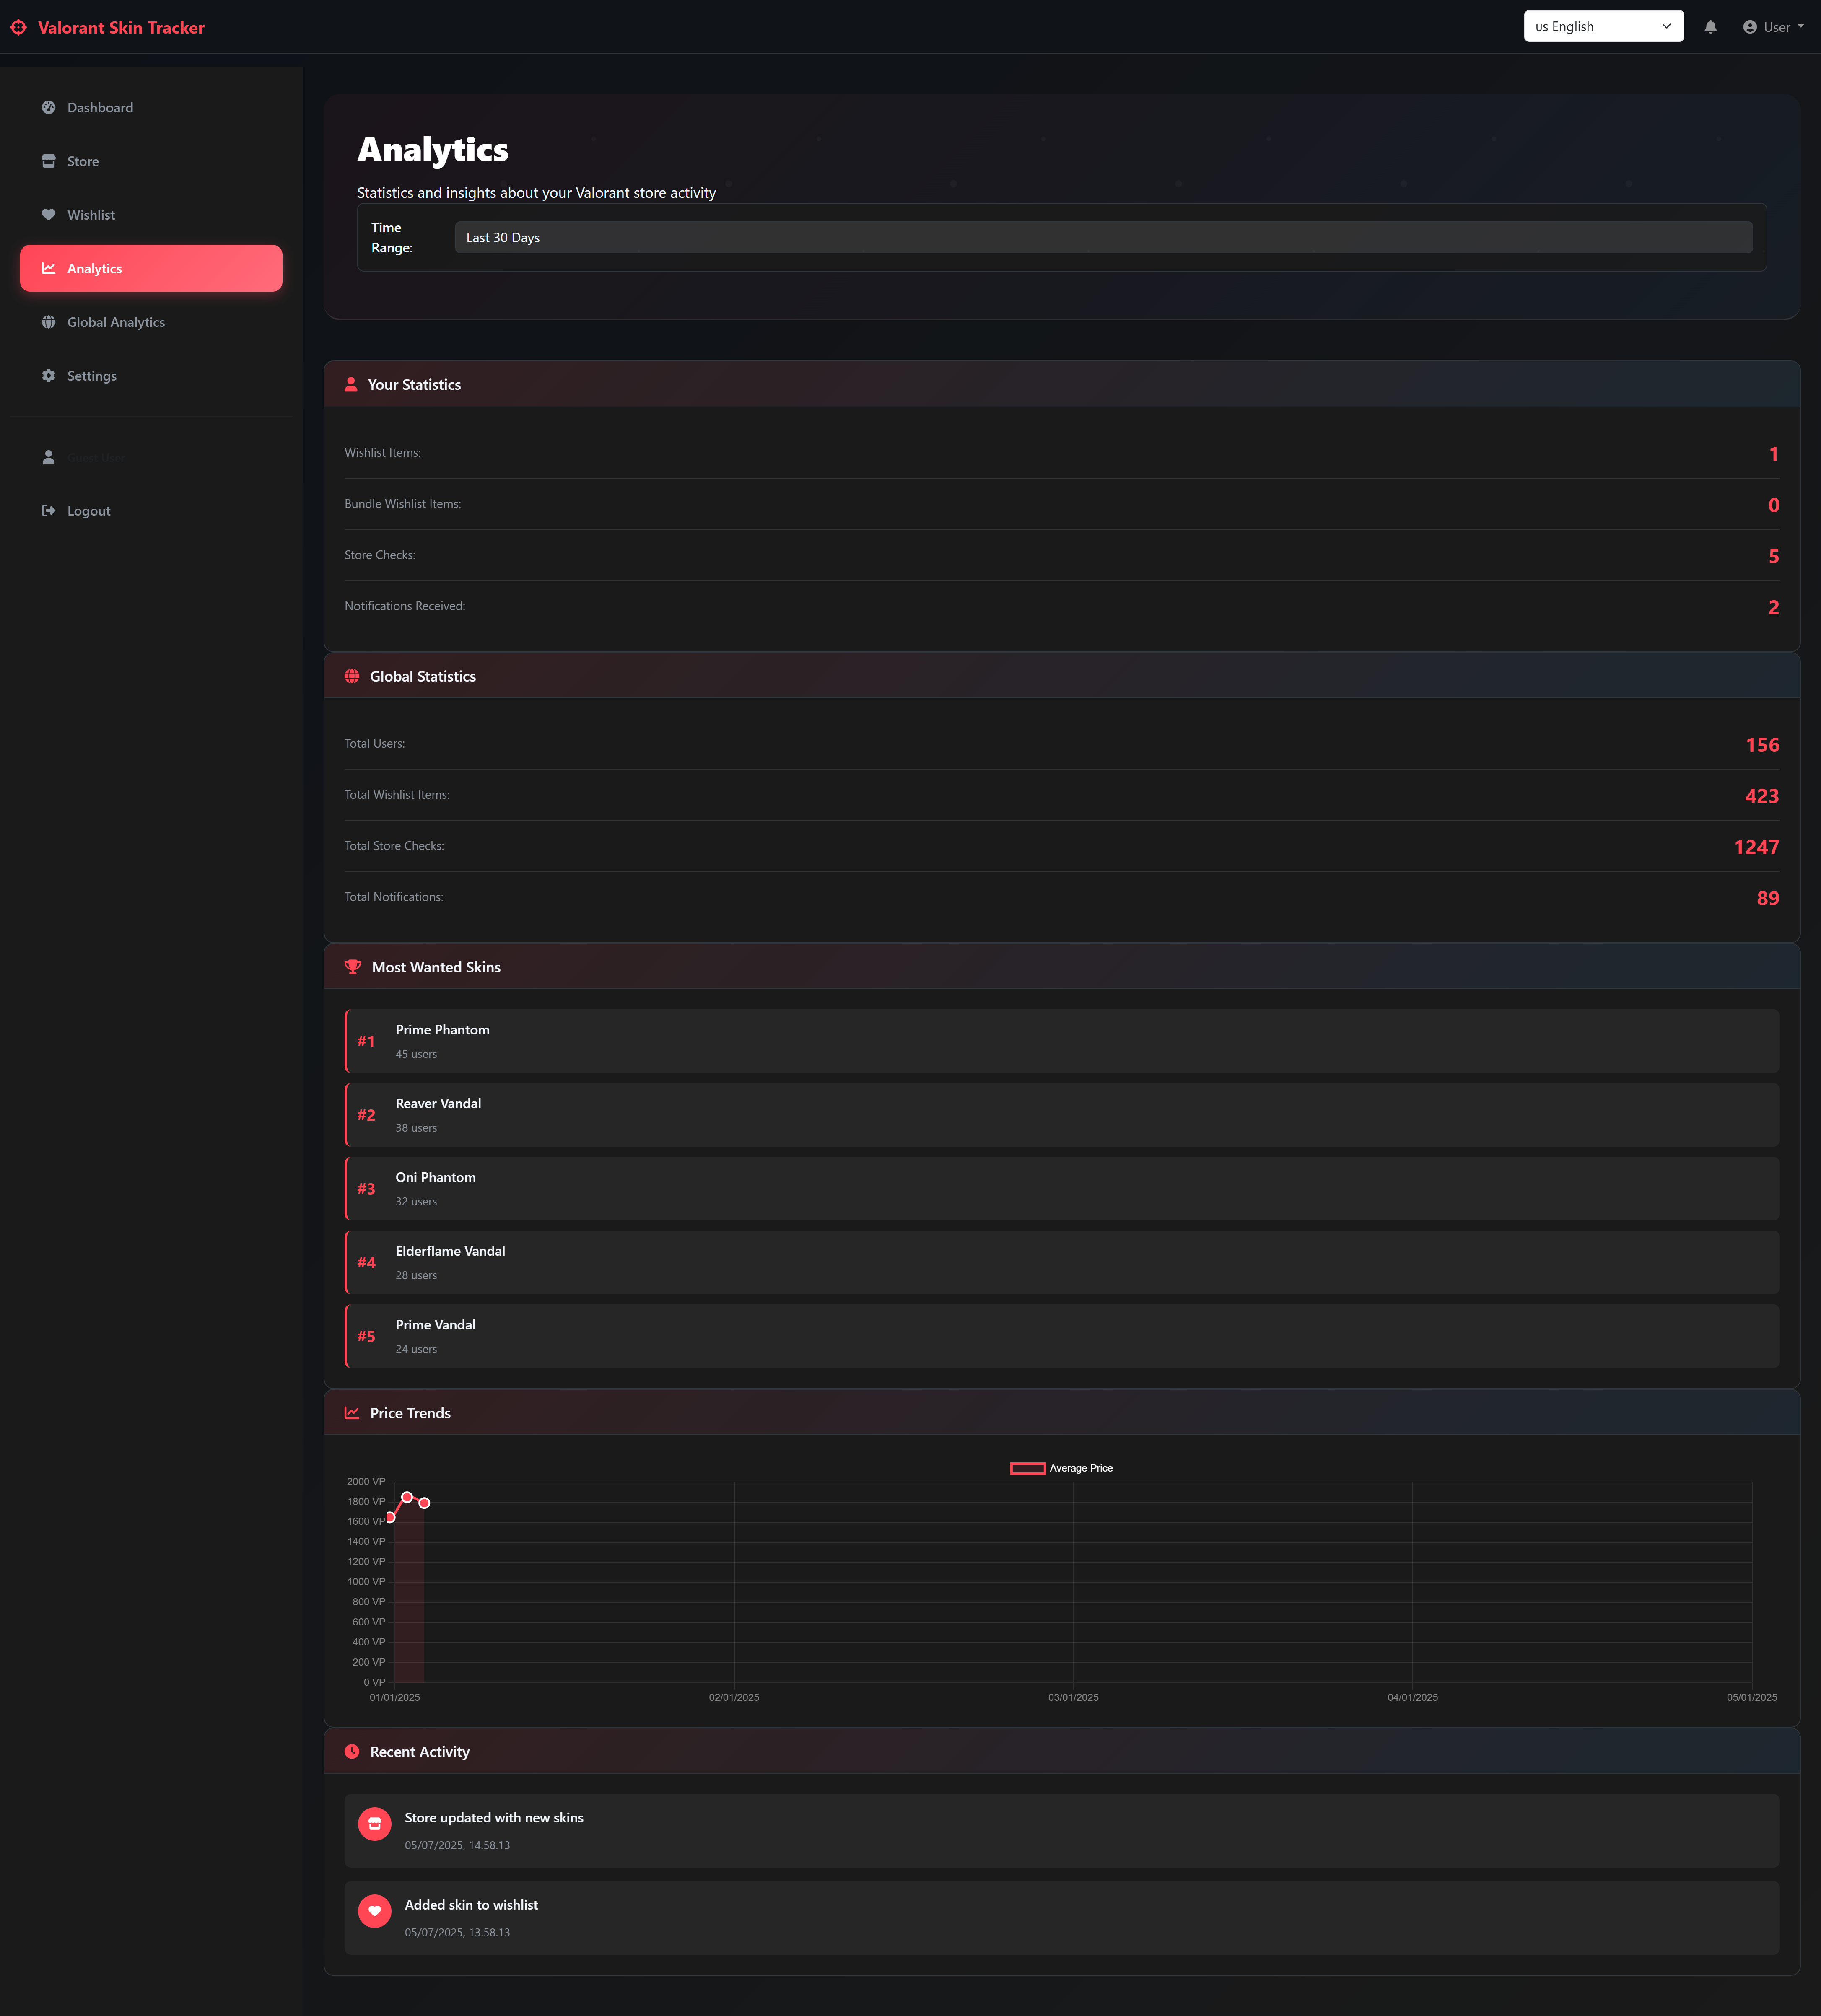 Valorant Skin Tracker
us English
User
Dashboard
Store
Wishlist
Analytics
Global Analytics
Settings
Logout
Analytics
Statistics and insights about your Valorant store activity
Time
Range:
Last 30 Days
Your Statistics
Wishlist Items:
1
Bundle Wishlist Items:
0
Store Checks:
5
Notifications Received:
2
Global Statistics
Total Users:
156
Total Wishlist Items:
423
Total Store Checks:
1247
Total Notifications:
89
Most Wanted Skins
#1
Prime Phantom
45 users
#2
Reaver Vandal
38 users
#3
Oni Phantom
32 users
#4
Elderflame Vandal
28 users
#5
Prime Vandal
24 users
Price Trends
Average Price
2000 VP
1800 VP
1600 VP
1400 VP
1200 VP
1000 VP
800 VP
600 VP
400 VP
200 VP
0 VP
01/01/2025
02/01/2025
03/01/2025
04/01/2025
05/01/2025
Recent Activity
Store updated with new skins
05/07/2025, 14.58.13
Added skin to wishlist
05/07/2025, 13.58.13